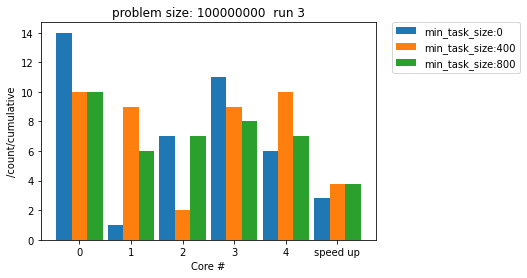 problem size: 100000000  run 3
min_task_size:0
min_task_size:400
min_task_size:800
/count/cumulative
14
12
10
8
6
4
2
0
0 1 2 3 4 speed up
Core #